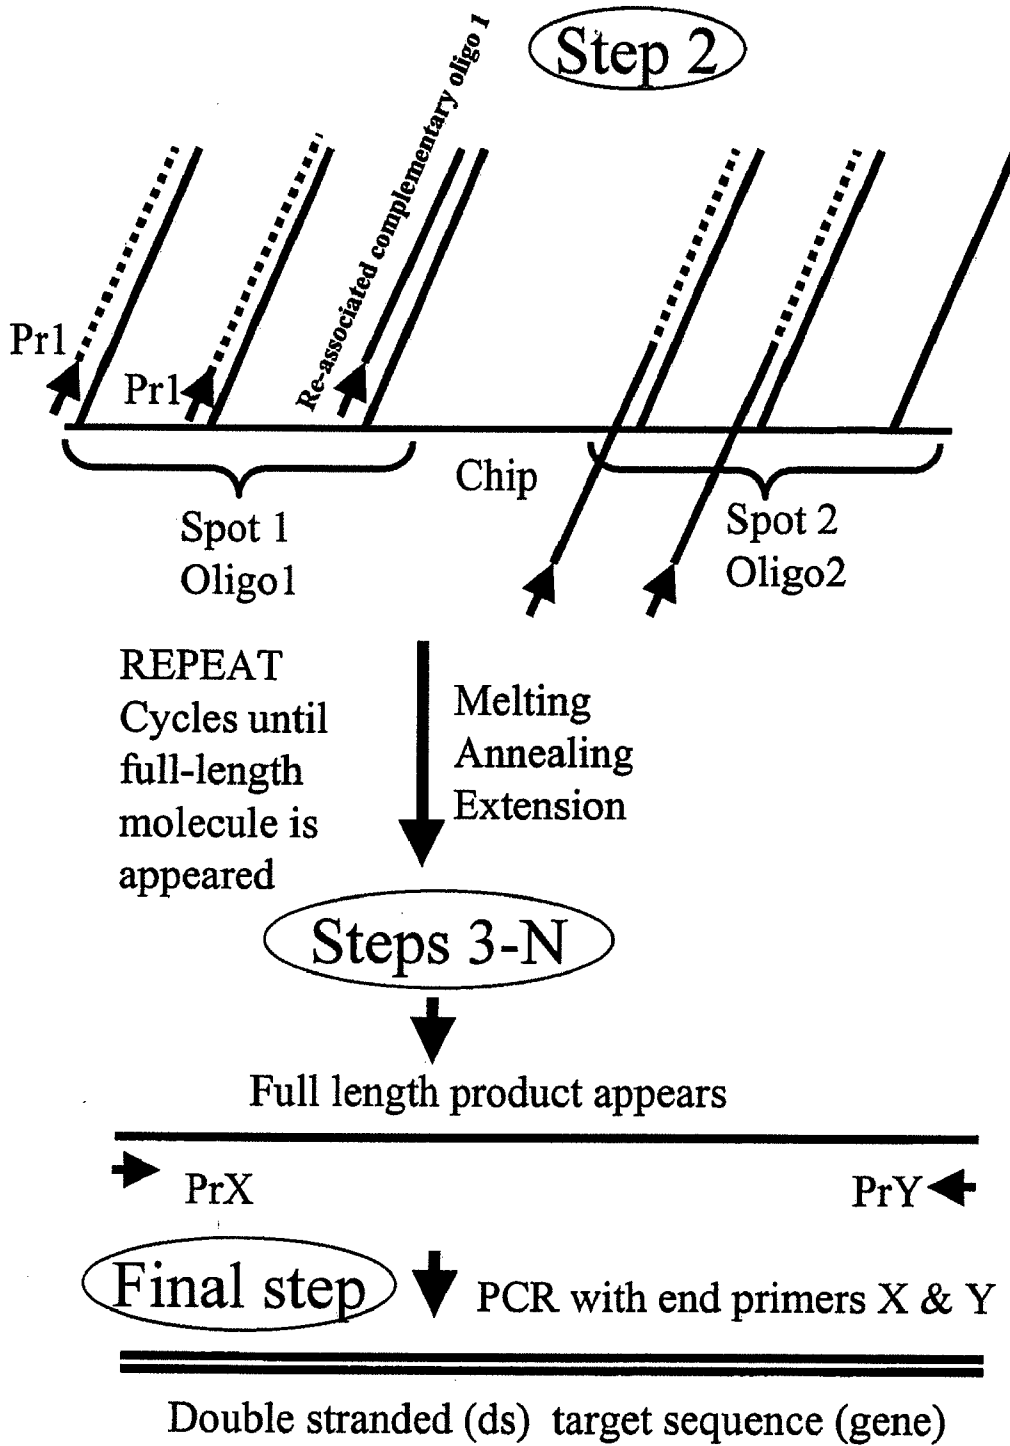 Step 2
Re-associated complementary oligo 1
Pr1
Pr1
Chip
Spot 1
Oligo1
Spot 2
Oligo2
REPEAT
Cycles until
full-length
molecule is
appeared
Melting
Annealing
Extension
Steps 3-N
Full length product appears
PrX
PrY
Final step
PCR with end primers X & Y
Double stranded (ds) target sequence (gene)